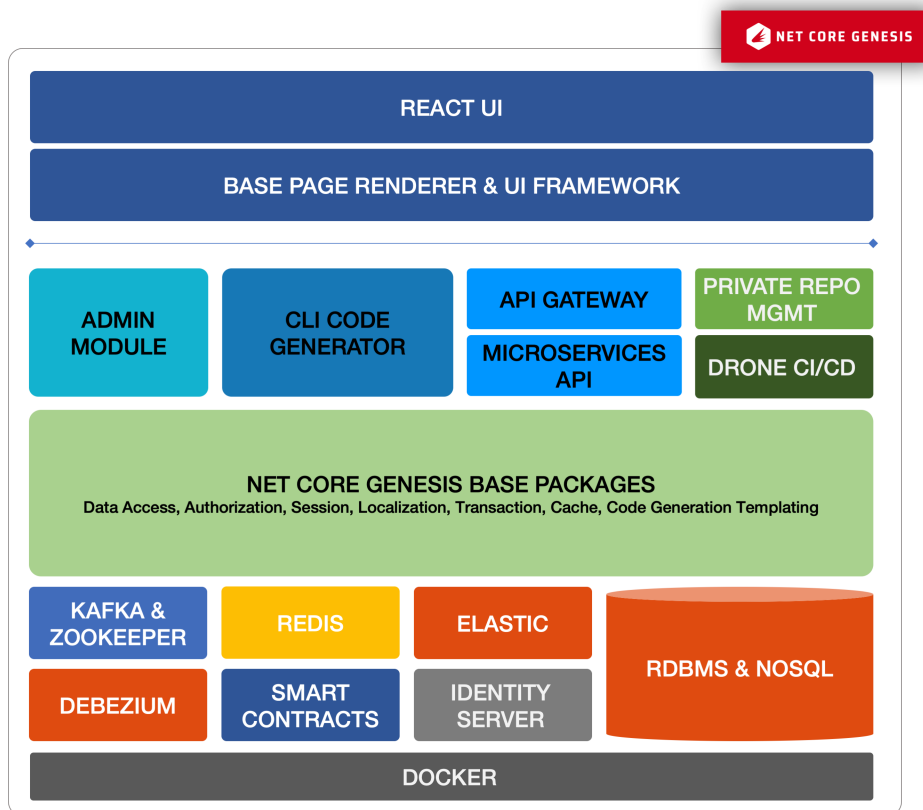 NET CORE GENESIS
REACT UI
BASE PAGE RENDERER & UI FRAMEWORK
ADMIN
MODULE
CLI CODE
GENERATOR
API GATEWAY
MICROSERVICES
API
PRIVATE REPO
MGMT
DRONE CI/CD
NET CORE GENESIS BASE PACKAGES
Data Access, Authorization, Session, Localization, Transaction, Cache, Code Generation Templating
KAFKA &
ZOOKEEPER
REDIS
ELASTIC
RDBMS & NOSQL
DEBEZIUM
SMART
CONTRACTS
IDENTITY
SERVER
DOCKER